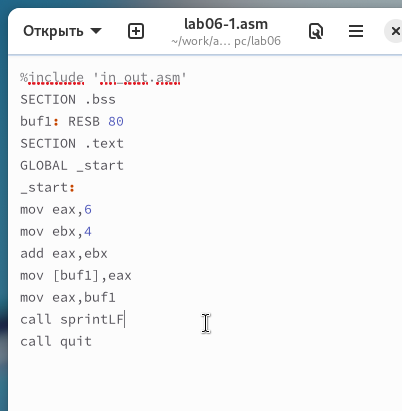 Открыть
lab06-1.asm
~/work/a... pc/lab06
%include 'in_out.asm'
SECTION .bss
buf1: RESB 80
SECTION .text
GLOBAL _start
_start:
mov eax,6
mov ebx,4
add eax,ebx
mov [buf1],eax
mov eax,buf1
call sprintLF
call quit